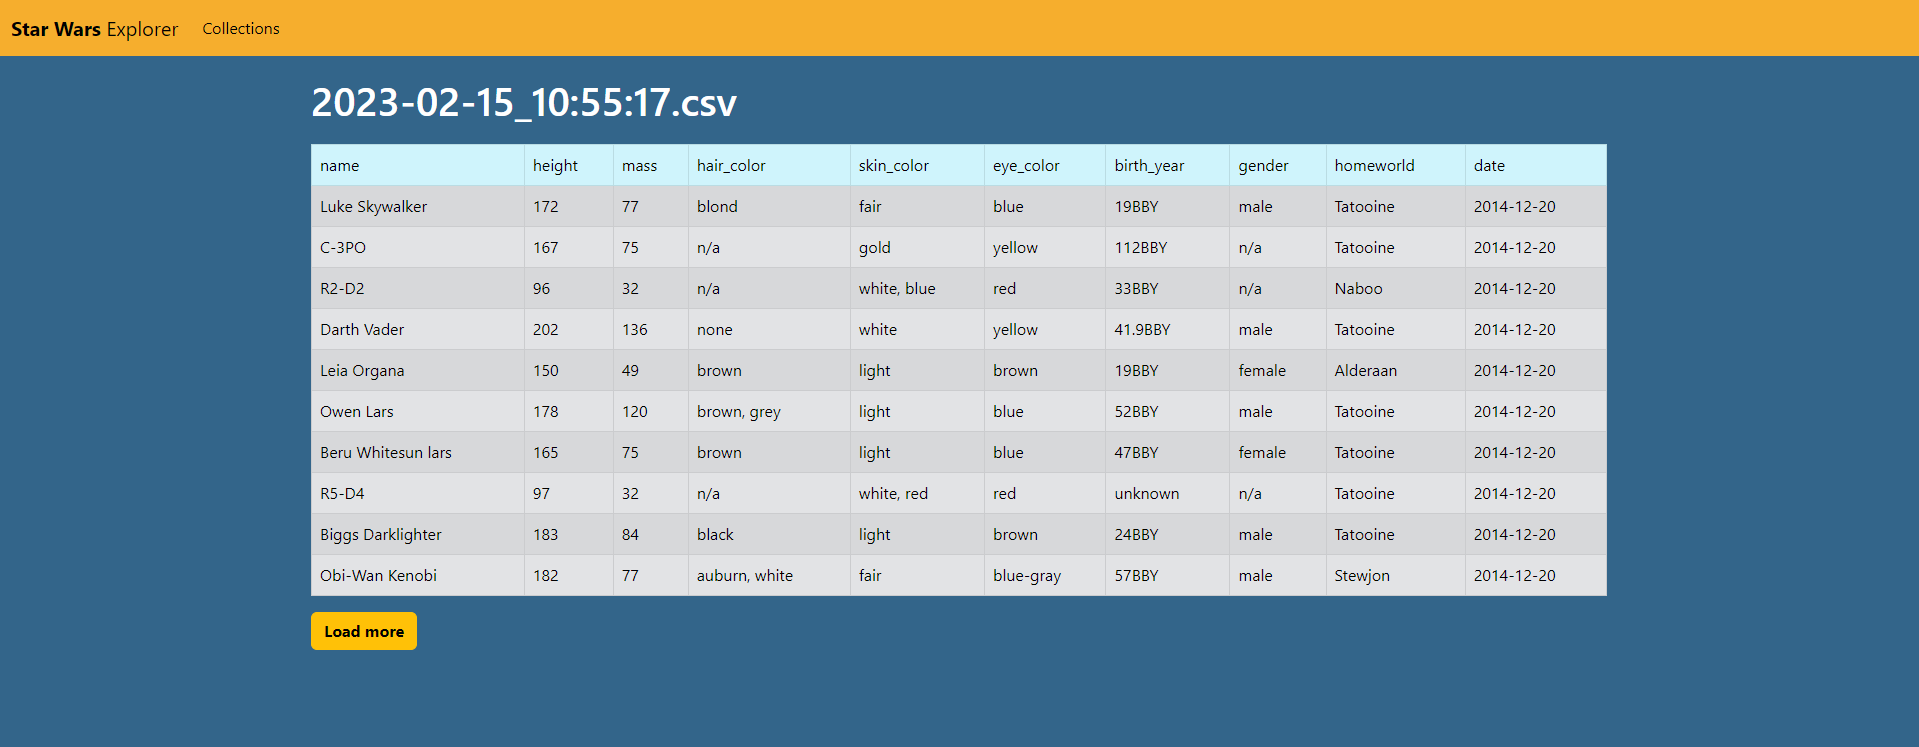 Star Wars Explorer Collections
2023-02-15_10:55:17.csv
name height mass hair_color skin_color eye_color birth_year gender homeworld date
Luke Skywalker 172 77 blond fair blue 19BBY male Tatooine 2014-12-20
C-3PO 167 75 n/a gold yellow 112BBY n/a Tatooine 2014-12-20
R2-D2 96 32 n/a white, blue red 33BBY n/a Naboo 2014-12-20
Darth Vader 202 136 none white yellow 41.9BBY male Tatooine 2014-12-20
Leia Organa 150 49 brown light brown 19BBY female Alderaan 2014-12-20
Owen Lars 178 120 brown, grey light blue 52BBY male Tatooine 2014-12-20
Beru Whitesun lars 165 75 brown light blue 47BBY female Tatooine 2014-12-20
R5-D4 97 32 n/a white, red red unknown n/a Tatooine 2014-12-20
Biggs Darklighter 183 84 black light brown 24BBY male Tatooine 2014-12-20
Obi-Wan Kenobi 182 77 auburn, white fair blue-gray 57BBY male Stewjon 2014-12-20
Load more